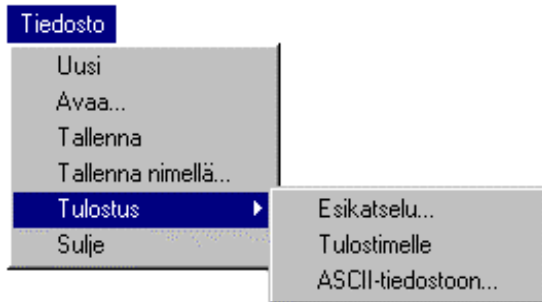 Tiedosto
Uusi
Avaa...
Tallenna
Tallenna nimellä...
Tulostus
Sulje
Esikatselu...
Tulostimelle
ASCII-tiedostoon...